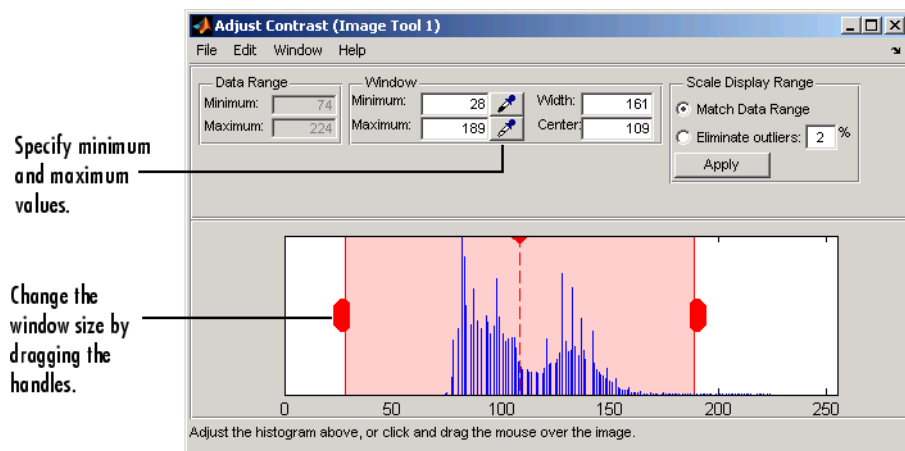 Adjust Contrast (Image Tool 1)
File Edit Window Help
Data Range
Minimum: 74
Maximum: 224
Window
Minimum: 28
Maximum: 189
Width: 161
Center: 109
Scale Display Range
Match Data Range
Eliminate outliers: 2 %
Apply
Specify minimum
and maximum
values.
Change the
window size by
dragging the
handles.
0 50 100 150 200 250
Adjust the histogram above, or click and drag the mouse over the image.